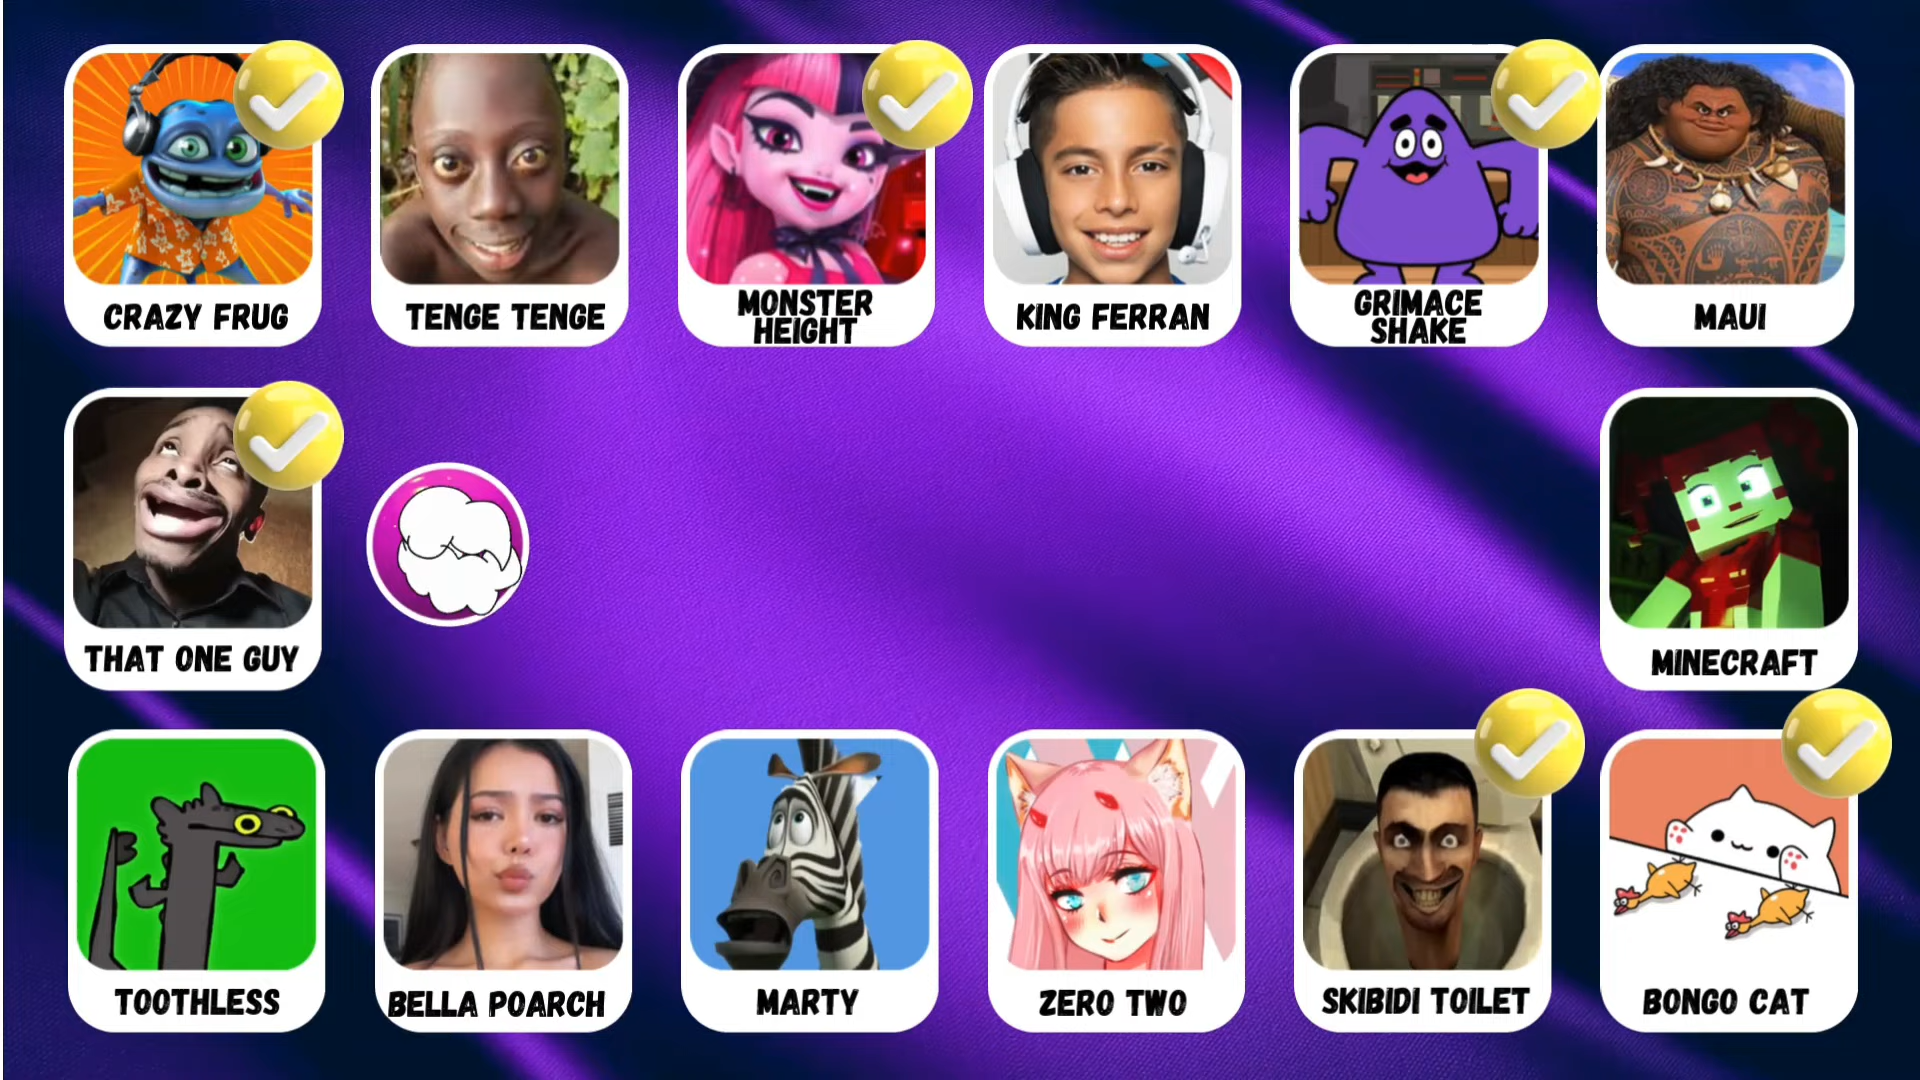 CRAZY FRUG
TENGE TENGE
MONSTER
HEIGHT
KING FERRAN
GRIMACE
SHAKE
MAUI
THAT ONE GUY
MINECRAFT
TOOTHLESS
BELLA POARCH
MARTY
ZERO TWO
SKIBIDI TOILET
BONGO CAT